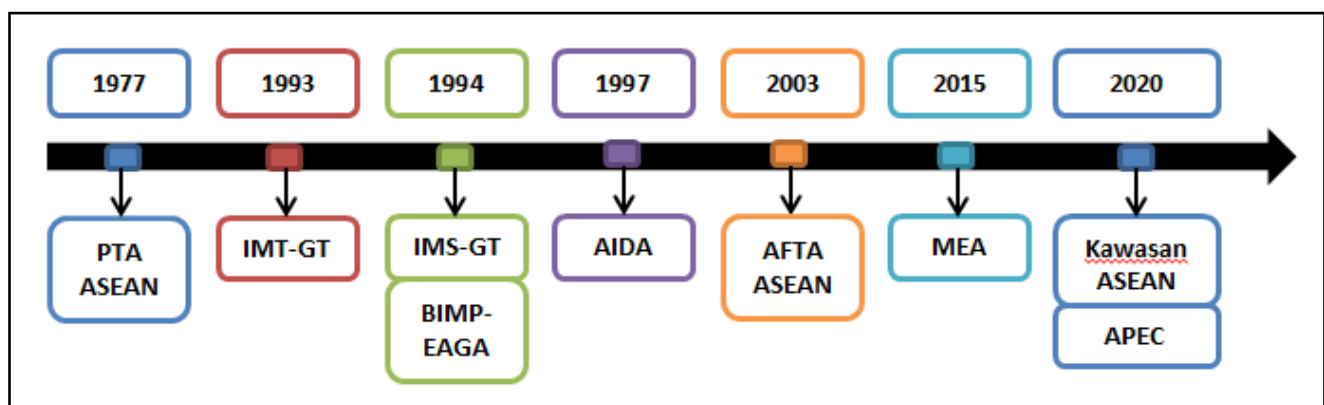 1977
1993
1994
1997
2003
2015
2020
PTA
ASEAN
IMT-GT
IMS-GT
BIMP-
EAGA
AIDA
AFTA
ASEAN
MEA
Kawasan
ASEAN
APEC